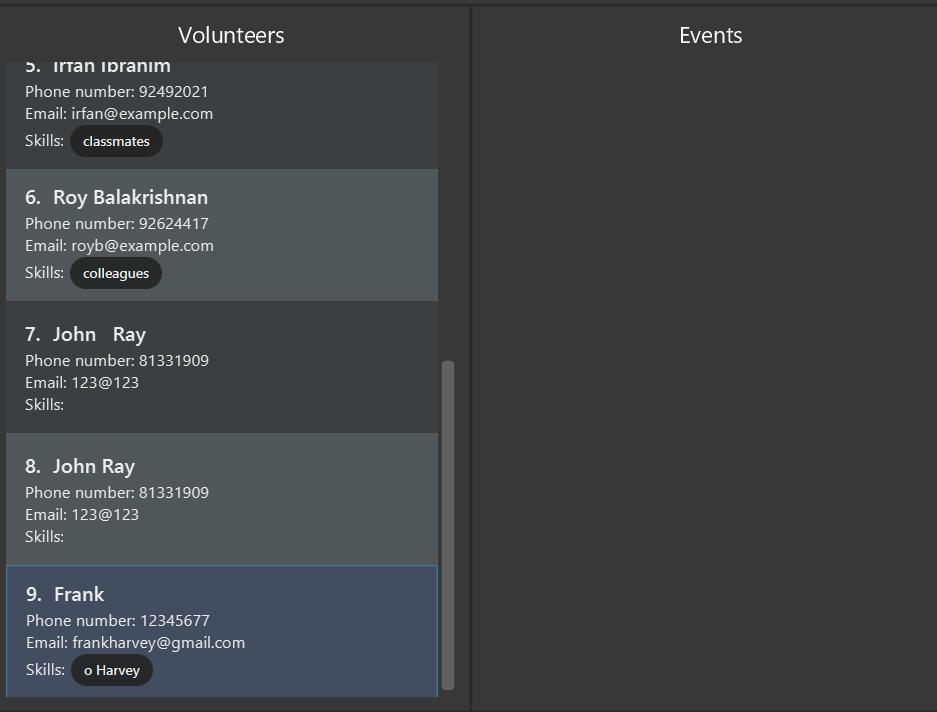 Volunteers
5. Irfan Ibrahim
Phone number: 92492021
Email: irfan@example.com
Skills: classmates
6. Roy Balakrishnan
Phone number: 92624417
Email: royb@example.com
Skills: colleagues
7. John   Ray
Phone number: 81331909
Email: 123@123
Skills:
8. John Ray
Phone number: 81331909
Email: 123@123
Skills:
9. Frank
Phone number: 12345677
Email: frankharvey@gmail.com
Skills: o Harvey
Events